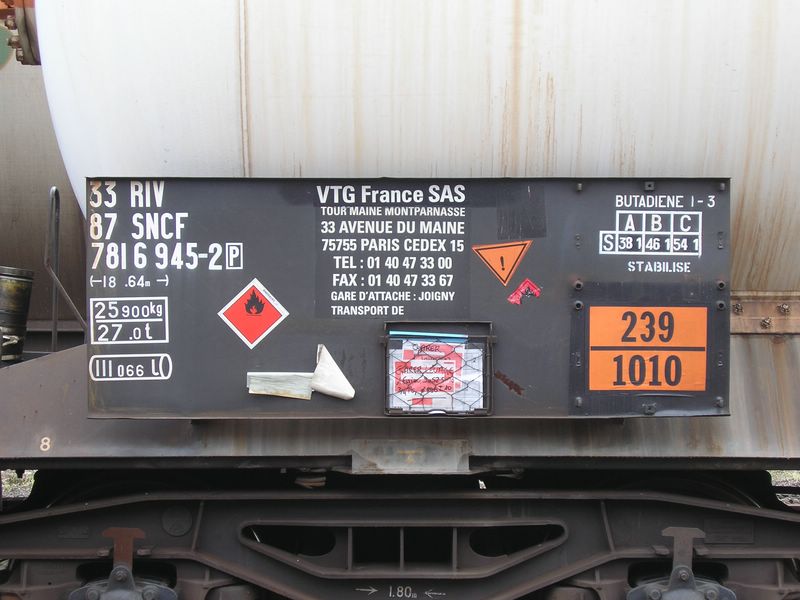 33 RIV
87 SNCF
781 6 945-2 P
18.64m
25 900kg
27.0t
066
VTG France SAS
TOUR MAINE MONTPARNASSE
33 AVENUE DU MAINE
75755 PARIS CEDEX 15
TEL : 01 40 47 33 00
FAX : 01 40 47 33 67
GARE D'ATTACHE : JOIGNY
TRANSPORT DE
!
BUTADIENE 1-3
A B C
S 38 1 46 1 54 1
STABILISE
239
1010
8
1.80m